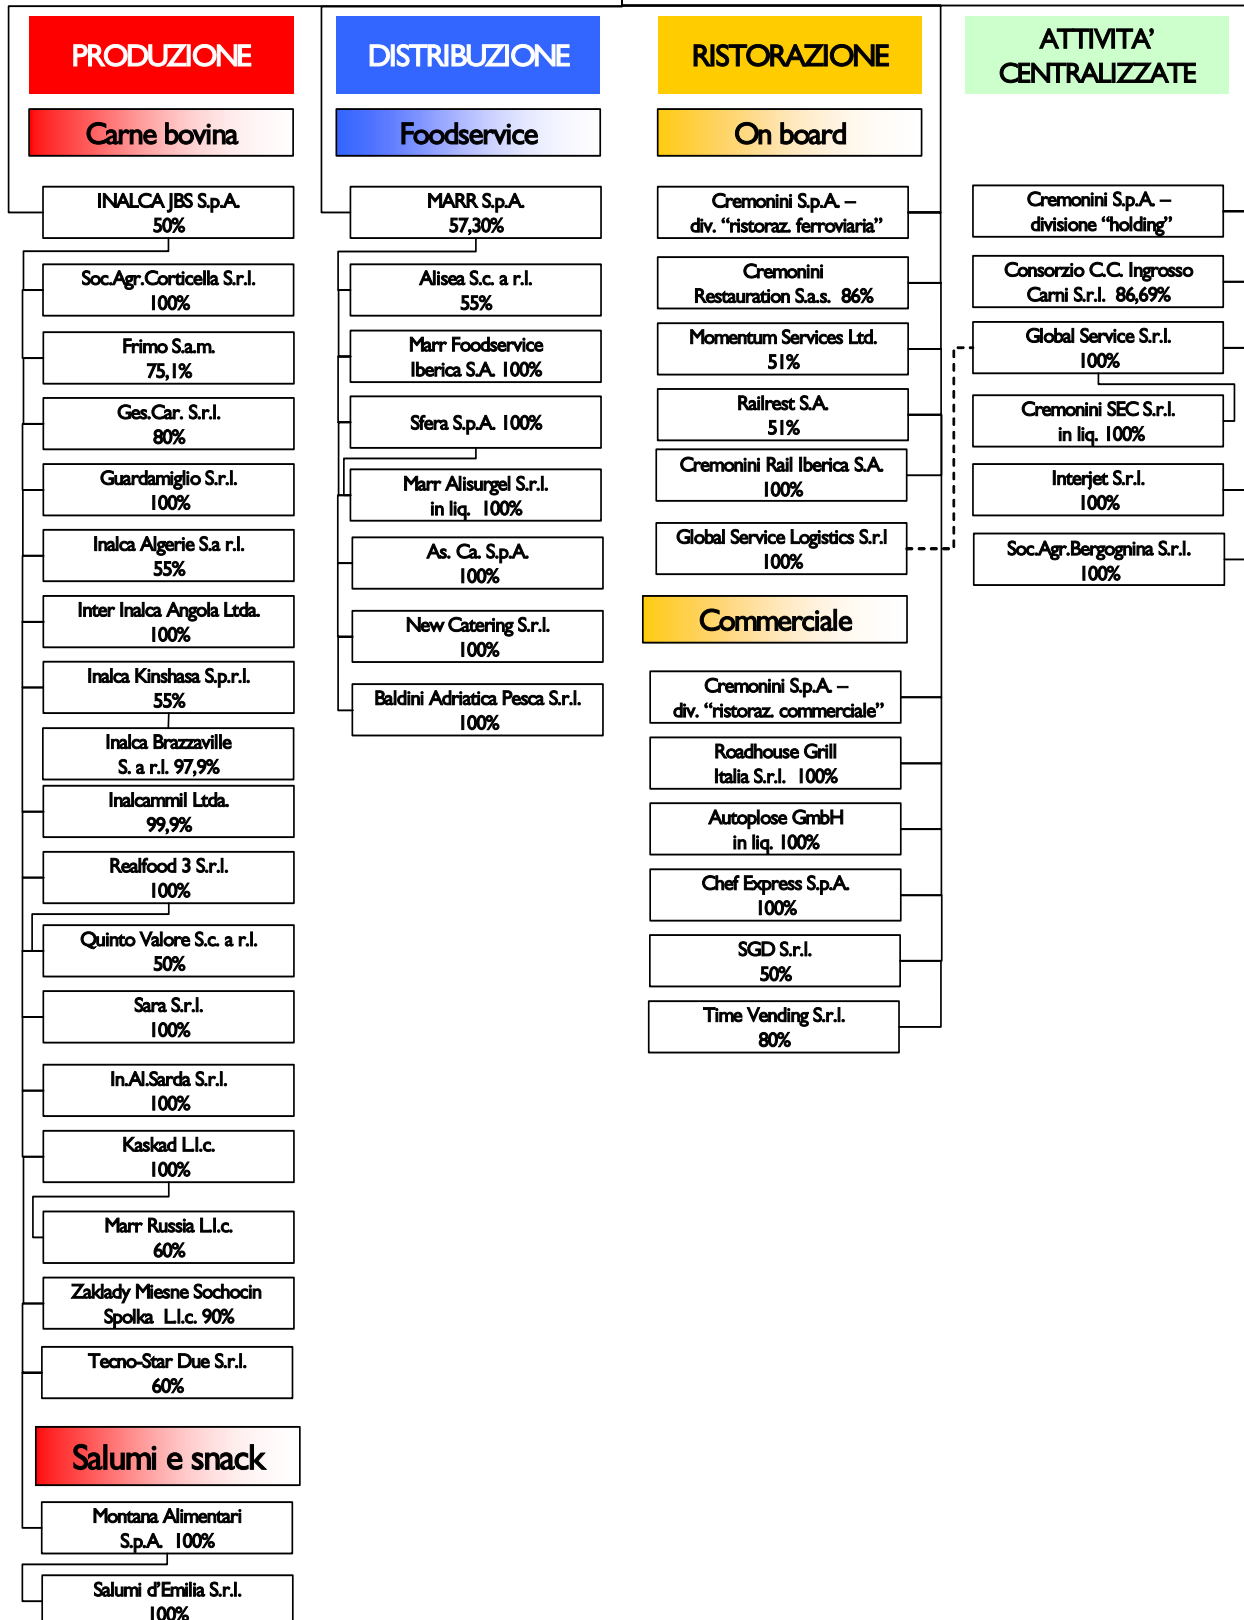 PRODUZIONE
Carne bovina
INALCA JBS S.p.A.
50%
Soc.Agr.Corticella S.r.l.
100%
Frimo S.a.m.
75,1%
Ges.Car. S.r.l.
80%
Guardamiglio S.r.l.
100%
Inalca Algerie S.a r.l.
55%
Inter Inalca Angola Ltda.
100%
Inalca Kinshasa S.p.r.l.
55%
Inalca Brazzaville
S. a r.l. 97,9%
Inalcammil Ltda.
99,9%
Realfood 3 S.r.l.
100%
Quinto Valore S.c. a r.l.
50%
Sara S.r.l.
100%
In.Al.Sarda S.r.l.
100%
Kaskad L.l.c.
100%
Marr Russia L.l.c.
60%
Zaklady Miesne Sochocin
Spolka L.l.c. 90%
Tecno-Star Due S.r.l.
60%
Salumi e snack
Montana Alimentari
S.p.A. 100%
Salumi d'Emilia S.r.l.
100%
DISTRIBUZIONE
Foodservice
MARR S.p.A.
57,30%
Alisea S.c. a r.l.
55%
Marr Foodservice
Iberica S.A. 100%
Sfera S.p.A. 100%
Marr Alisurgel S.r.l.
in liq. 100%
As. Ca. S.p.A.
100%
New Catering S.r.l.
100%
Baldini Adriatica Pesca S.r.l.
100%
RISTORAZIONE
On board
Cremonini S.p.A. –
div. “ristoraz. ferroviaria”
Cremonini
Restauration S.a.s. 86%
Momentum Services Ltd.
51%
Railrest S.A.
51%
Cremonini Rail Iberica S.A.
100%
Global Service Logistics S.r.l
100%
Commerciale
Cremonini S.p.A. –
div. “ristoraz. commerciale”
Roadhouse Grill
Italia S.r.l. 100%
Autoplose GmbH
in liq. 100%
Chef Express S.p.A.
100%
SGD S.r.l.
50%
Time Vending S.r.l.
80%
ATTIVITA’
CENTRALIZZATE
Cremonini S.p.A. –
divisione “holding”
Consorzio C.C. Ingrosso
Carni S.r.l. 86,69%
Global Service S.r.l.
100%
Cremonini SEC S.r.l.
in liq. 100%
Interjet S.r.l.
100%
Soc.Agr.Bergognina S.r.l.
100%